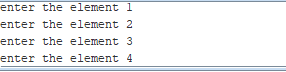 enter the element 1
enter the element 2
enter the element 3
enter the element 4